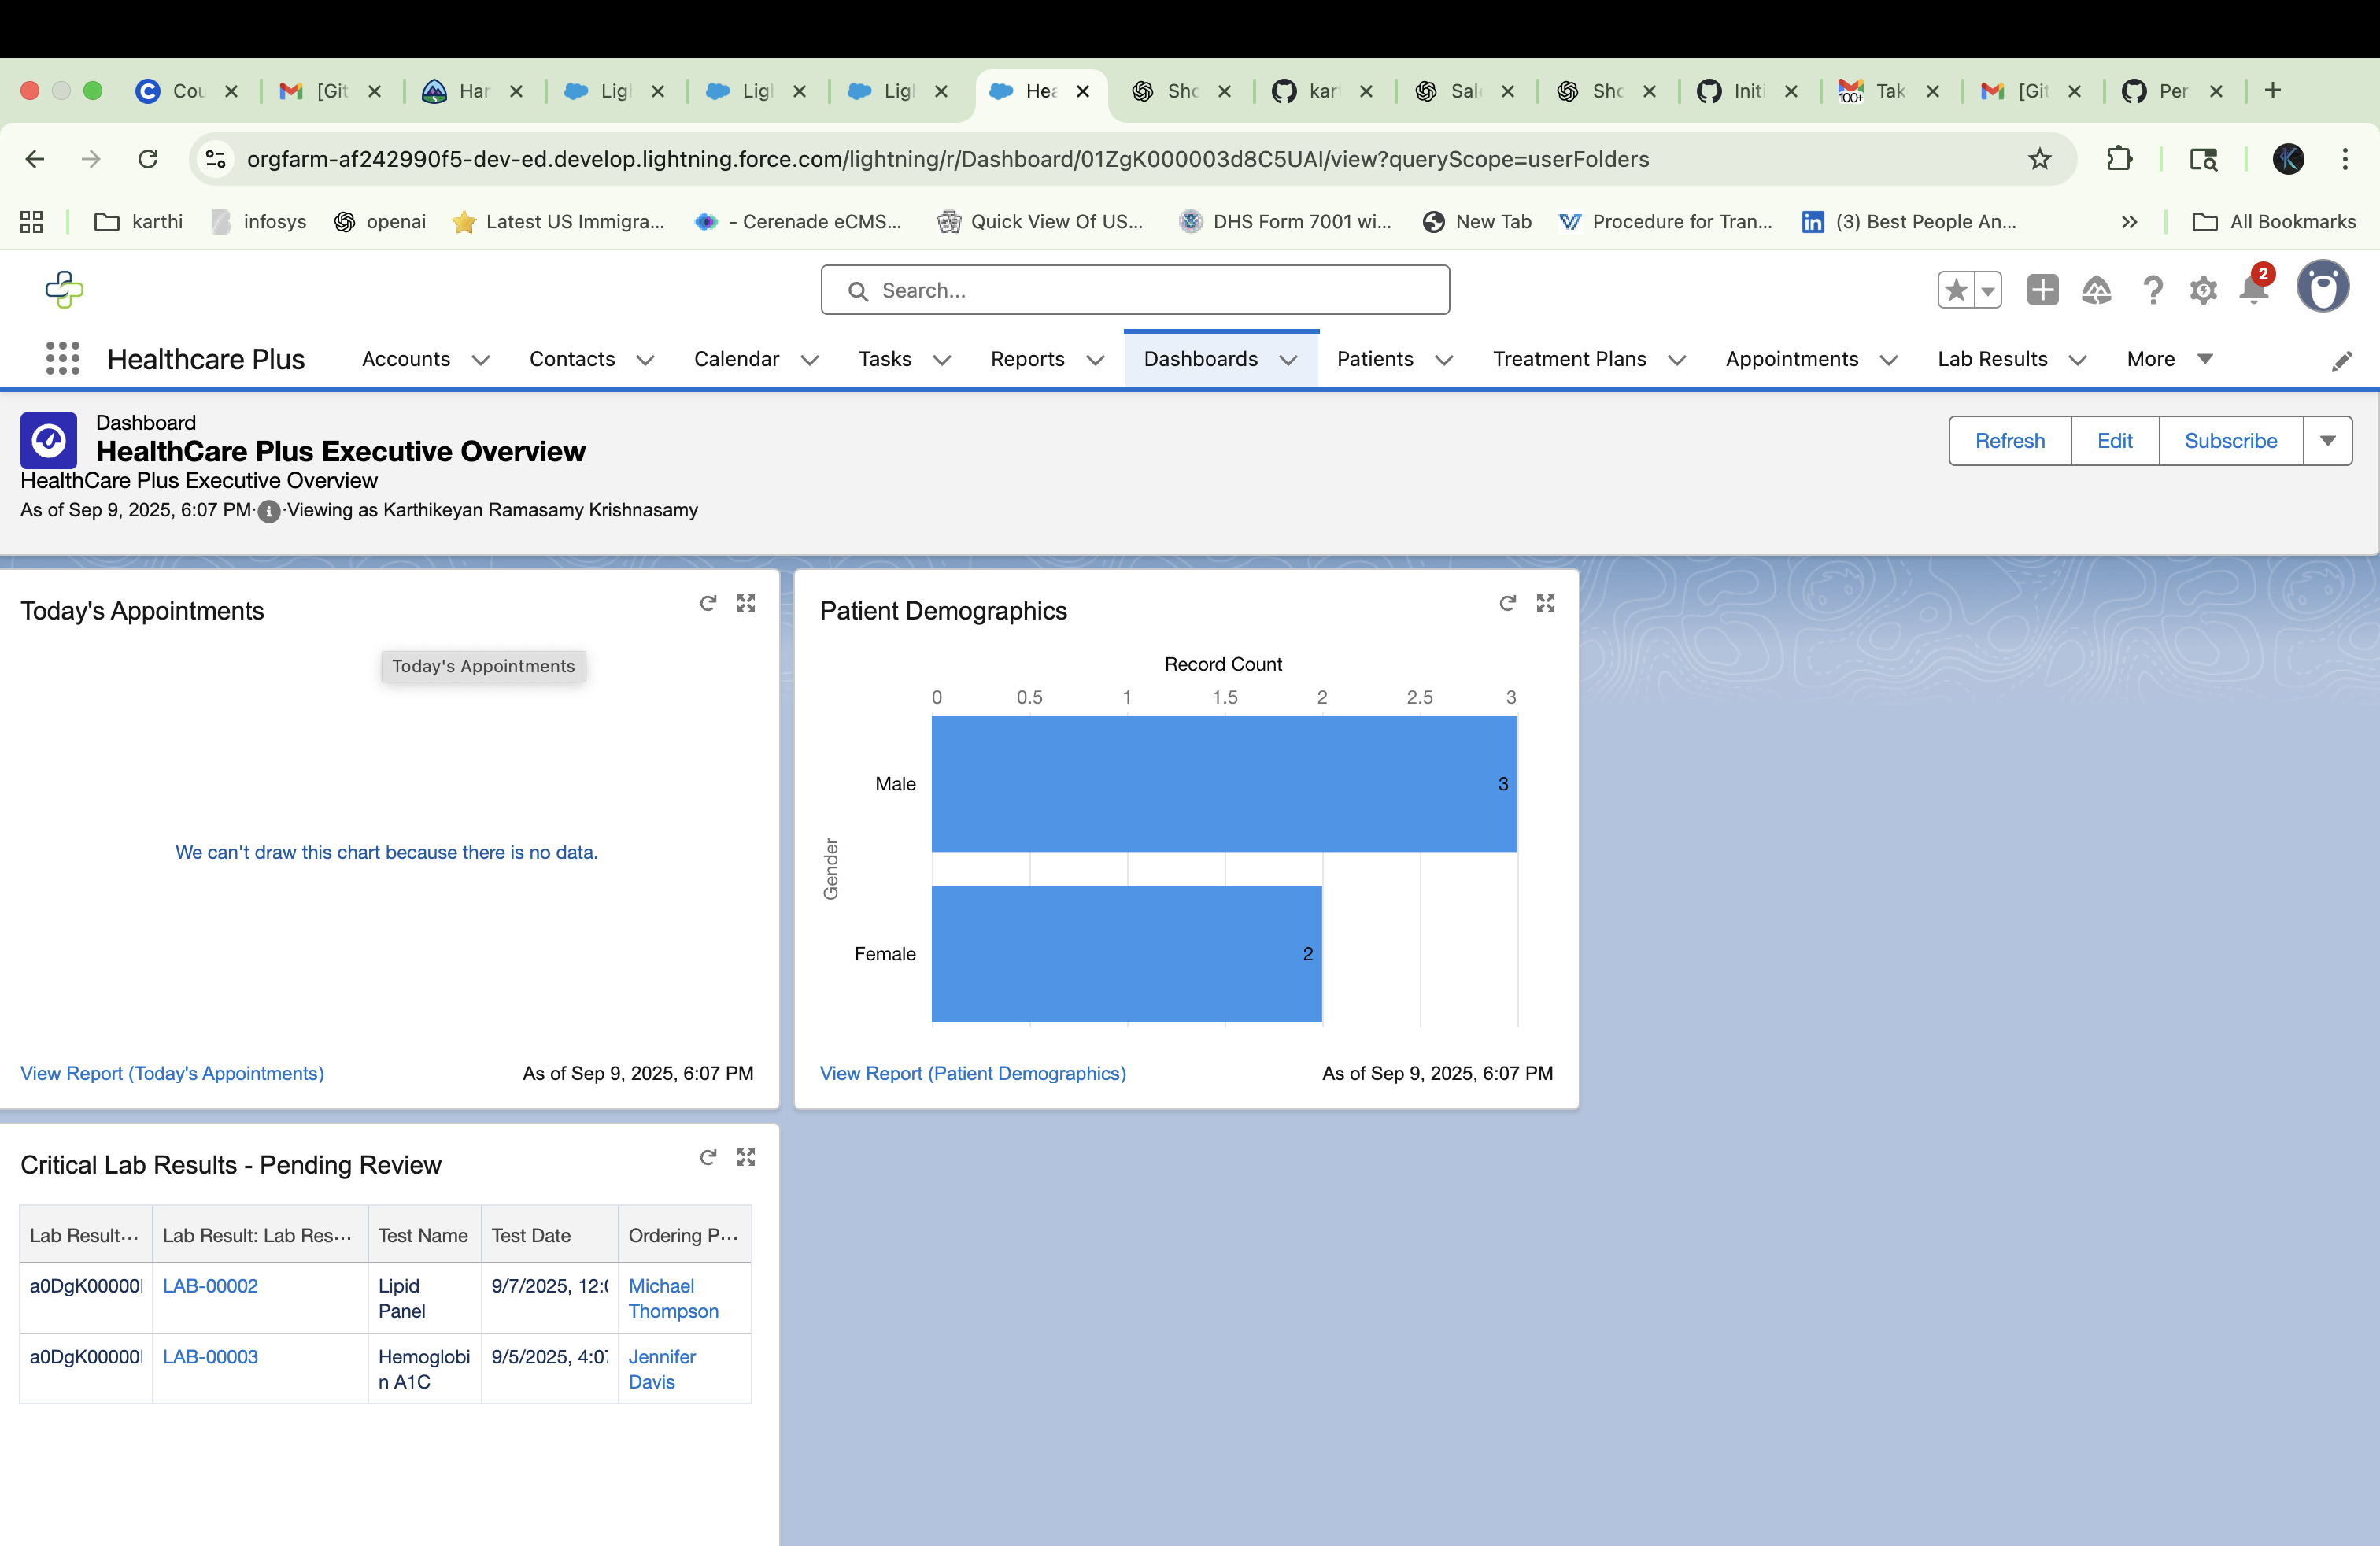 Cou
[Git
Har
Ligl
Ligl
Ligl
Hea
Sho
kar
Sal
Sho
Initi
100+
Tak
[Git
Per
orgfarm-af242990f5-dev-ed.develop.lightning.force.com/lightning/r/Dashboard/01ZgK000003d8C5UAI/view?queryScope=userFolders
karthi
infosys
openai
Latest US Immigra...
- Cerenade eCMS...
Quick View Of US...
DHS Form 7001 wi...
New Tab
Procedure for Tran...
(3) Best People An...
All Bookmarks
Search...
2
Healthcare Plus
Accounts
Contacts
Calendar
Tasks
Reports
Dashboards
Patients
Treatment Plans
Appointments
Lab Results
More
Dashboard
HealthCare Plus Executive Overview
HealthCare Plus Executive Overview
As of Sep 9, 2025, 6:07 PM·Viewing as Karthikeyan Ramasamy Krishnasamy
Refresh
Edit
Subscribe
Today's Appointments
Today's Appointments
We can't draw this chart because there is no data.
View Report (Today's Appointments)
As of Sep 9, 2025, 6:07 PM
Patient Demographics
Record Count
0 0.5 1 1.5 2 2.5 3
Gender
Male
3
Female
2
View Report (Patient Demographics)
As of Sep 9, 2025, 6:07 PM
Critical Lab Results - Pending Review
Lab Result... Lab Result: Lab Res... Test Name Test Date Ordering P...
a0DgK00000 LAB-00002 Lipid Panel 9/7/2025, 12:0 Michael Thompson
a0DgK00000 LAB-00003 Hemoglobin A1C 9/5/2025, 4:07 Jennifer Davis